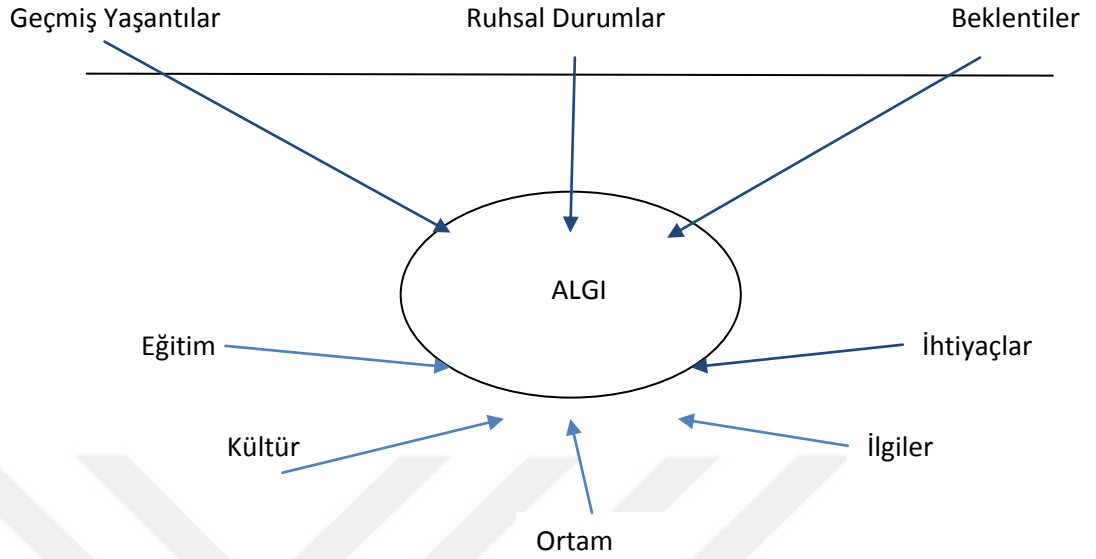 Geçmiş Yaşantılar
Ruhsal Durumlar
Beklentiler
ALGI
Eğitim
İhtiyaçlar
Kültür
İlgiler
Ortam